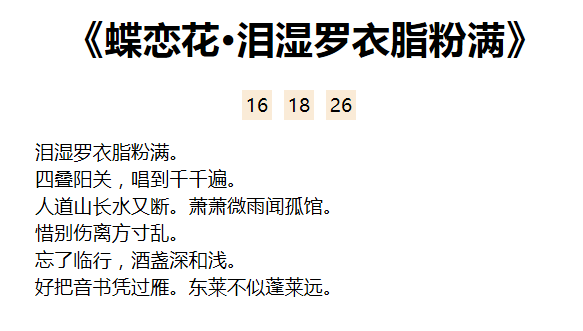 《蝶恋花•泪湿罗衣脂粉满》
16 18 26
泪湿罗衣脂粉满。
四叠阳关，唱到千千遍。
人道山长水又断。萧萧微雨闻孤馆。
惜别伤离方寸乱。
忘了临行，酒盏深和浅。
好把音书凭过雁。东莱不似蓬莱远。